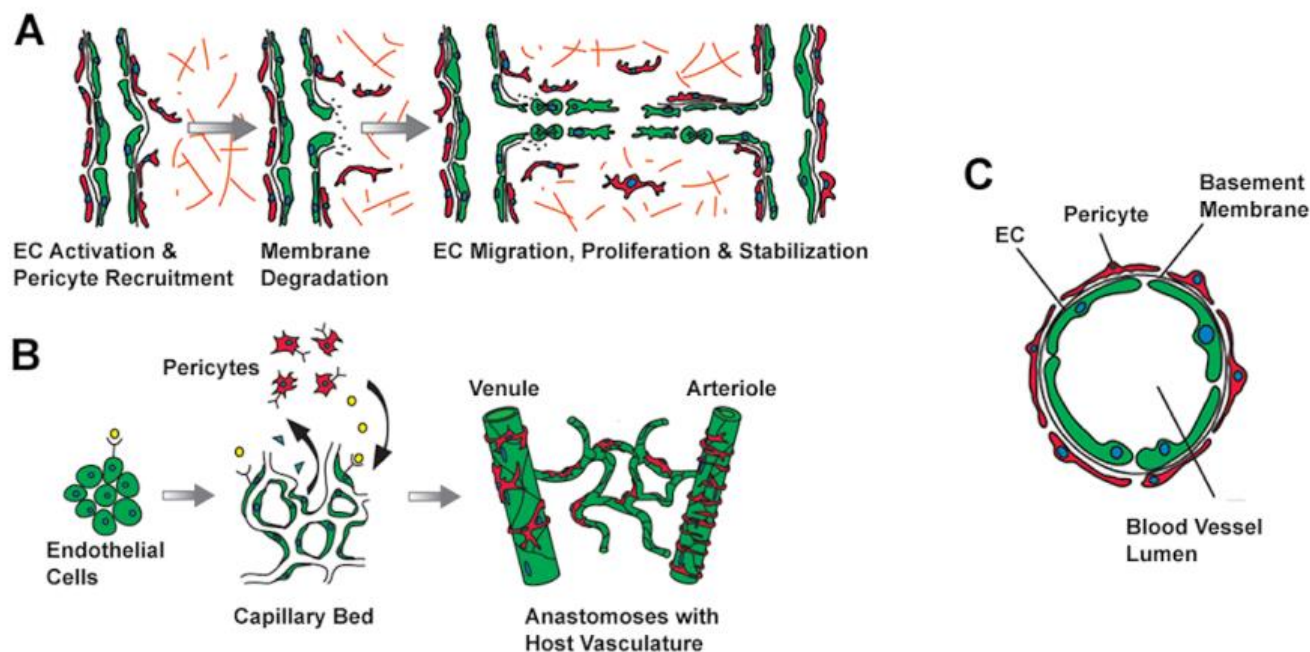 A
EC Activation &
Pericyte Recruitment
Membrane
Degradation
EC Migration, Proliferation & Stabilization
B
Pericytes
Endothelial
Cells
Capillary Bed
Venule
Arteriole
Anastomoses with
Host Vasculature
C
Basement
Membrane
Pericyte
EC
Blood Vessel
Lumen